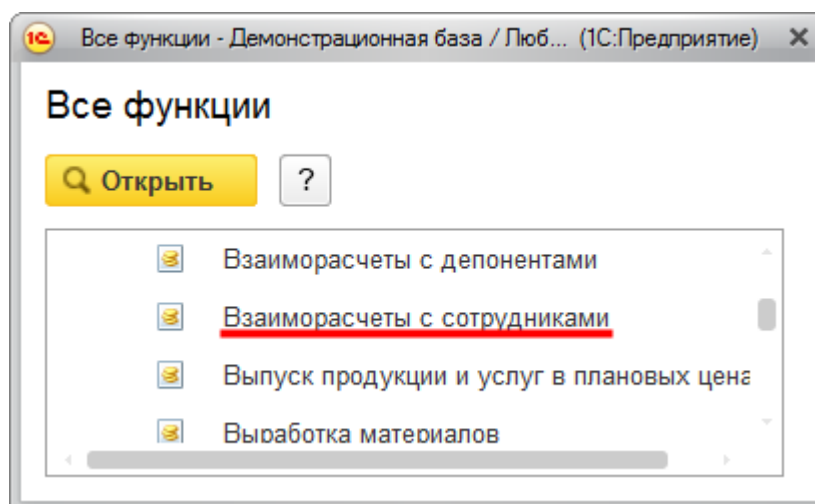 1С Все функции - Демонстрационная база / Люб... (1С:Предприятие)
Все функции
Открыть ?
Взаиморасчеты с депонентами
Взаиморасчеты с сотрудниками
Выпуск продукции и услуг в плановых цена
Выработка материалов